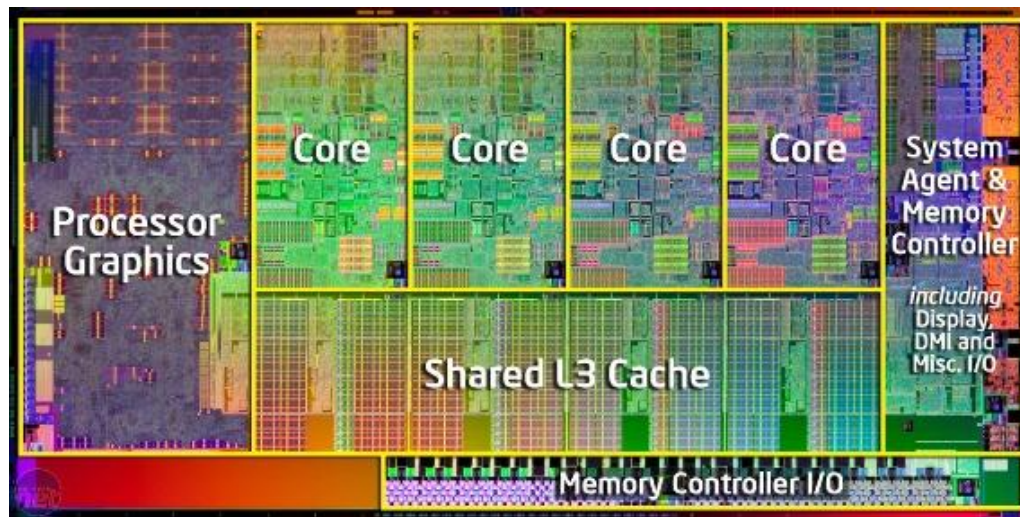 Processor
Graphics
Core
Core
Core
Core
System
Agent &
Memory
Controller
including
Display,
DMI and
Misc. I/O
Shared L3 Cache
Memory Controller I/O